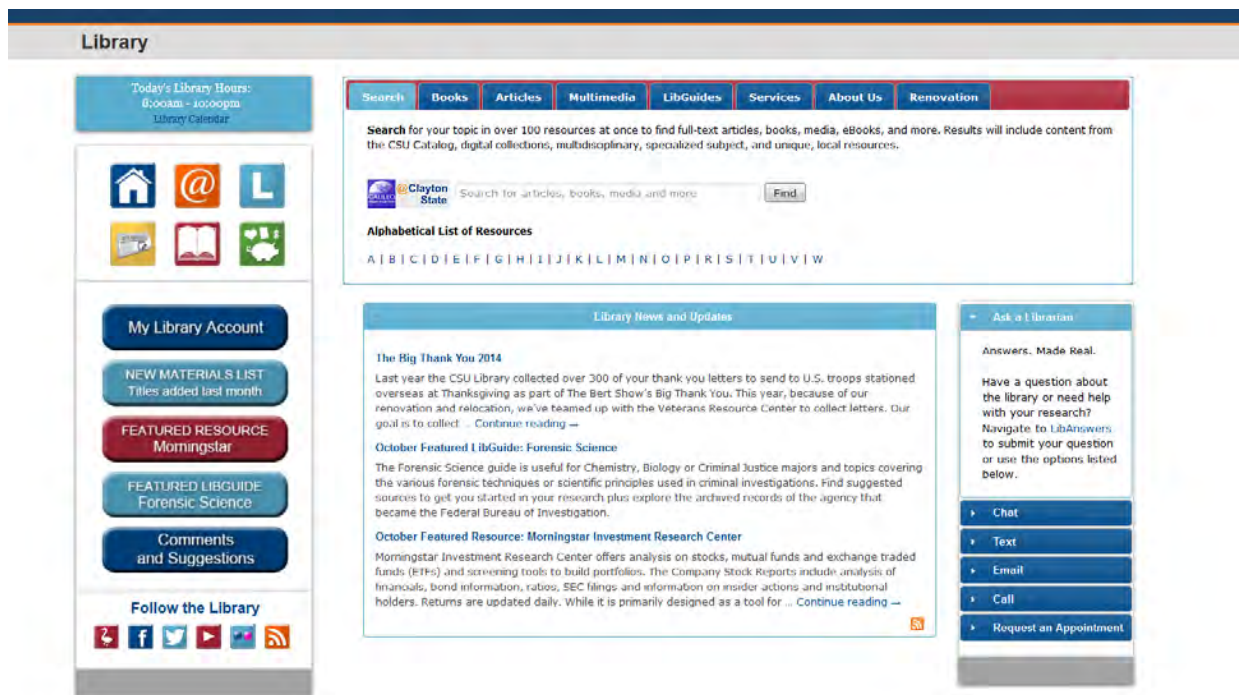 Library
Today's Library Hours:
8:00am - 10:00pm
Library Calendar
@
L
My Library Account
NEW MATERIALS LIST
Titles added last month
FEATURED RESOURCE
Morningstar
FEATURED LIBGUIDE
Forensic Science
Comments
and Suggestions
Follow the Library
Search Books Articles Multimedia LibGuides Services About Us Renovation
Search for your topic in over 100 resources at once to find full-text articles, books, media, eBooks, and more. Results will include content from
the CSU Catalog, digital collections, multidisciplinary, specialized subject, and unique, local resources.
GALILEO @ Clayton
State
Search for articles, books, media and more
Find
Alphabetical List of Resources
A | B | C | D | E | F | G | H | I | J | K | L | M | N | O | P | R | S | T | U | V | W
Library News and Updates
The Big Thank You 2014
Last year the CSU Library collected over 300 of your thank you letters to send to U.S. troops stationed
overseas at Thanksgiving as part of The Bert Show's Big Thank You. This year, because of our
renovation and relocation, we've teamed up with the Veterans Resource Center to collect letters. Our
goal is to collect ... Continue reading →
October Featured LibGuide: Forensic Science
The Forensic Science guide is useful for Chemistry, Biology or Criminal Justice majors and topics covering
the various forensic techniques or scientific principles used in criminal investigations. Find suggested
sources to get you started in your research plus explore the archived records of the agency that
became the Federal Bureau of Investigation.
October Featured Resource: Morningstar Investment Research Center
Morningstar Investment Research Center offers analysis on stocks, mutual funds and exchange traded
funds (ETFs) and screening tools to build portfolios. The Company Stock Reports include analysis of
financials, bond information, ratios, SEC filings and information on insider actions and institutional
holders. Returns are updated daily. While it is primarily designed as a tool for ... Continue reading →
Ask a Librarian
Answers. Made Real.
Have a question about
the library or need help
with your research?
Navigate to LibAnswers
to submit your question
or use the options listed
below.
Chat
Text
Email
Call
Request an Appointment